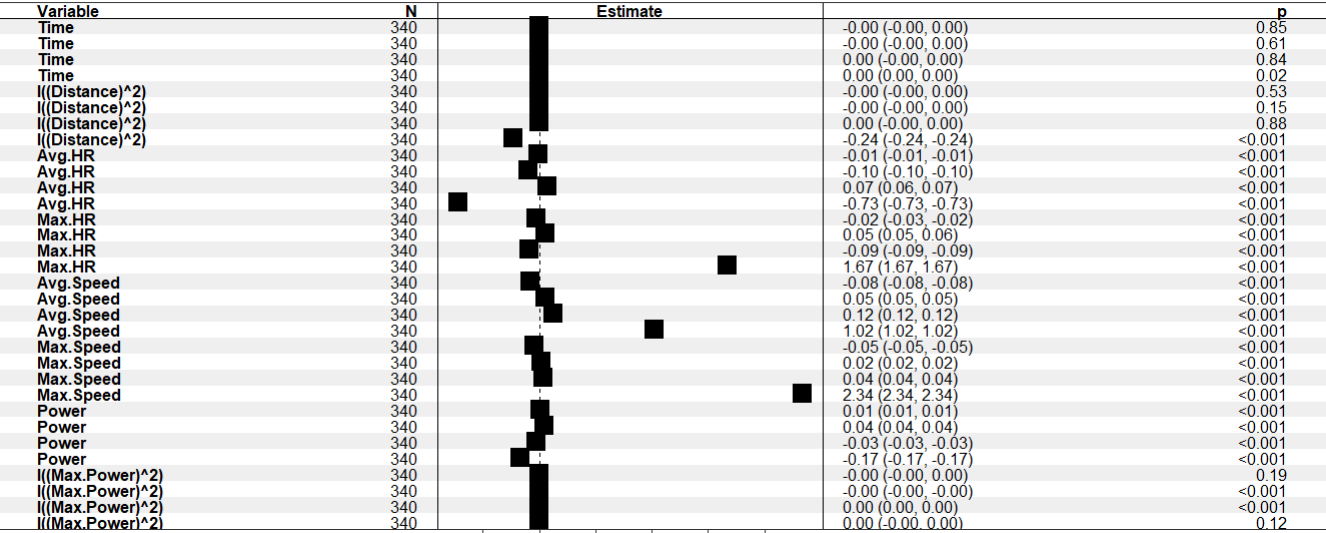 Variable N Estimate p
Time 340 -0.00 (-0.00, 0.00) 0.85
Time 340 -0.00 (-0.00, 0.00) 0.61
Time 340 0.00 (-0.00, 0.00) 0.84
Time 340 0.00 (0.00, 0.00) 0.02
I((Distance)^2) 340 -0.00 (-0.00, 0.00) 0.53
I((Distance)^2) 340 -0.00 (-0.00, 0.00) 0.15
I((Distance)^2) 340 0.00 (-0.00, 0.00) 0.88
I((Distance)^2) 340 -0.24 (-0.24, -0.24) <0.001
Avg.HR 340 -0.01 (-0.01, -0.01) <0.001
Avg.HR 340 -0.10 (-0.10, -0.10) <0.001
Avg.HR 340 0.07 (0.06, 0.07) <0.001
Avg.HR 340 -0.73 (-0.73, -0.73) <0.001
Max.HR 340 -0.02 (-0.03, -0.02) <0.001
Max.HR 340 0.05 (0.05, 0.06) <0.001
Max.HR 340 -0.09 (-0.09, -0.09) <0.001
Max.HR 340 1.67 (1.67, 1.67) <0.001
Avg.Speed 340 -0.08 (-0.08, -0.08) <0.001
Avg.Speed 340 0.05 (0.05, 0.05) <0.001
Avg.Speed 340 0.12 (0.12, 0.12) <0.001
Avg.Speed 340 1.02 (1.02, 1.02) <0.001
Max.Speed 340 -0.05 (-0.05, -0.05) <0.001
Max.Speed 340 0.02 (0.02, 0.02) <0.001
Max.Speed 340 0.04 (0.04, 0.04) <0.001
Max.Speed 340 2.34 (2.34, 2.34) <0.001
Power 340 0.01 (0.01, 0.01) <0.001
Power 340 0.04 (0.04, 0.04) <0.001
Power 340 -0.03 (-0.03, -0.03) <0.001
Power 340 -0.17 (-0.17, -0.17) <0.001
I((Max.Power)^2) 340 -0.00 (-0.00, 0.00) 0.19
I((Max.Power)^2) 340 -0.00 (-0.00, -0.00) <0.001
I((Max.Power)^2) 340 0.00 (0.00, 0.00) <0.001
I((Max.Power)^2) 340 0.00 (-0.00, 0.00) 0.12